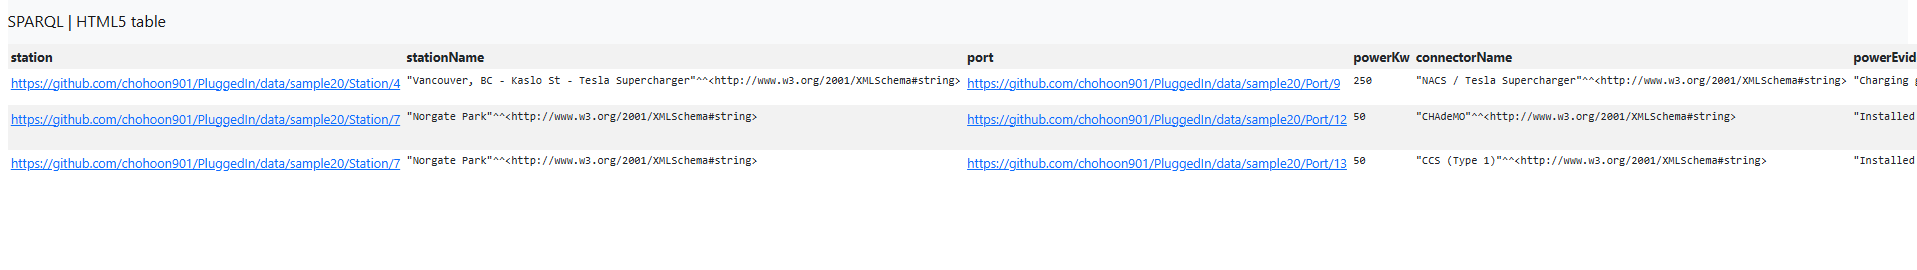 SPARQL | HTML5 table
station stationName port powerKw connectorName powerEvid
https://github.com/chohoon901/PluggedIn/data/sample20/Station/4 "Vancouver, BC - Kaslo St - Tesla Supercharger"^^<http://www.w3.org/2001/XMLSchema#string> https://github.com/chohoon901/PluggedIn/data/sample20/Port/9 250 "NACS / Tesla Supercharger"^^<http://www.w3.org/2001/XMLSchema#string> "Charging
https://github.com/chohoon901/PluggedIn/data/sample20/Station/7 "Norgate Park"^^<http://www.w3.org/2001/XMLSchema#string> https://github.com/chohoon901/PluggedIn/data/sample20/Port/12 50 "CHAdeMO"^^<http://www.w3.org/2001/XMLSchema#string> "Installed
https://github.com/chohoon901/PluggedIn/data/sample20/Station/7 "Norgate Park"^^<http://www.w3.org/2001/XMLSchema#string> https://github.com/chohoon901/PluggedIn/data/sample20/Port/13 50 "CCS (Type 1)"^^<http://www.w3.org/2001/XMLSchema#string> "Installed